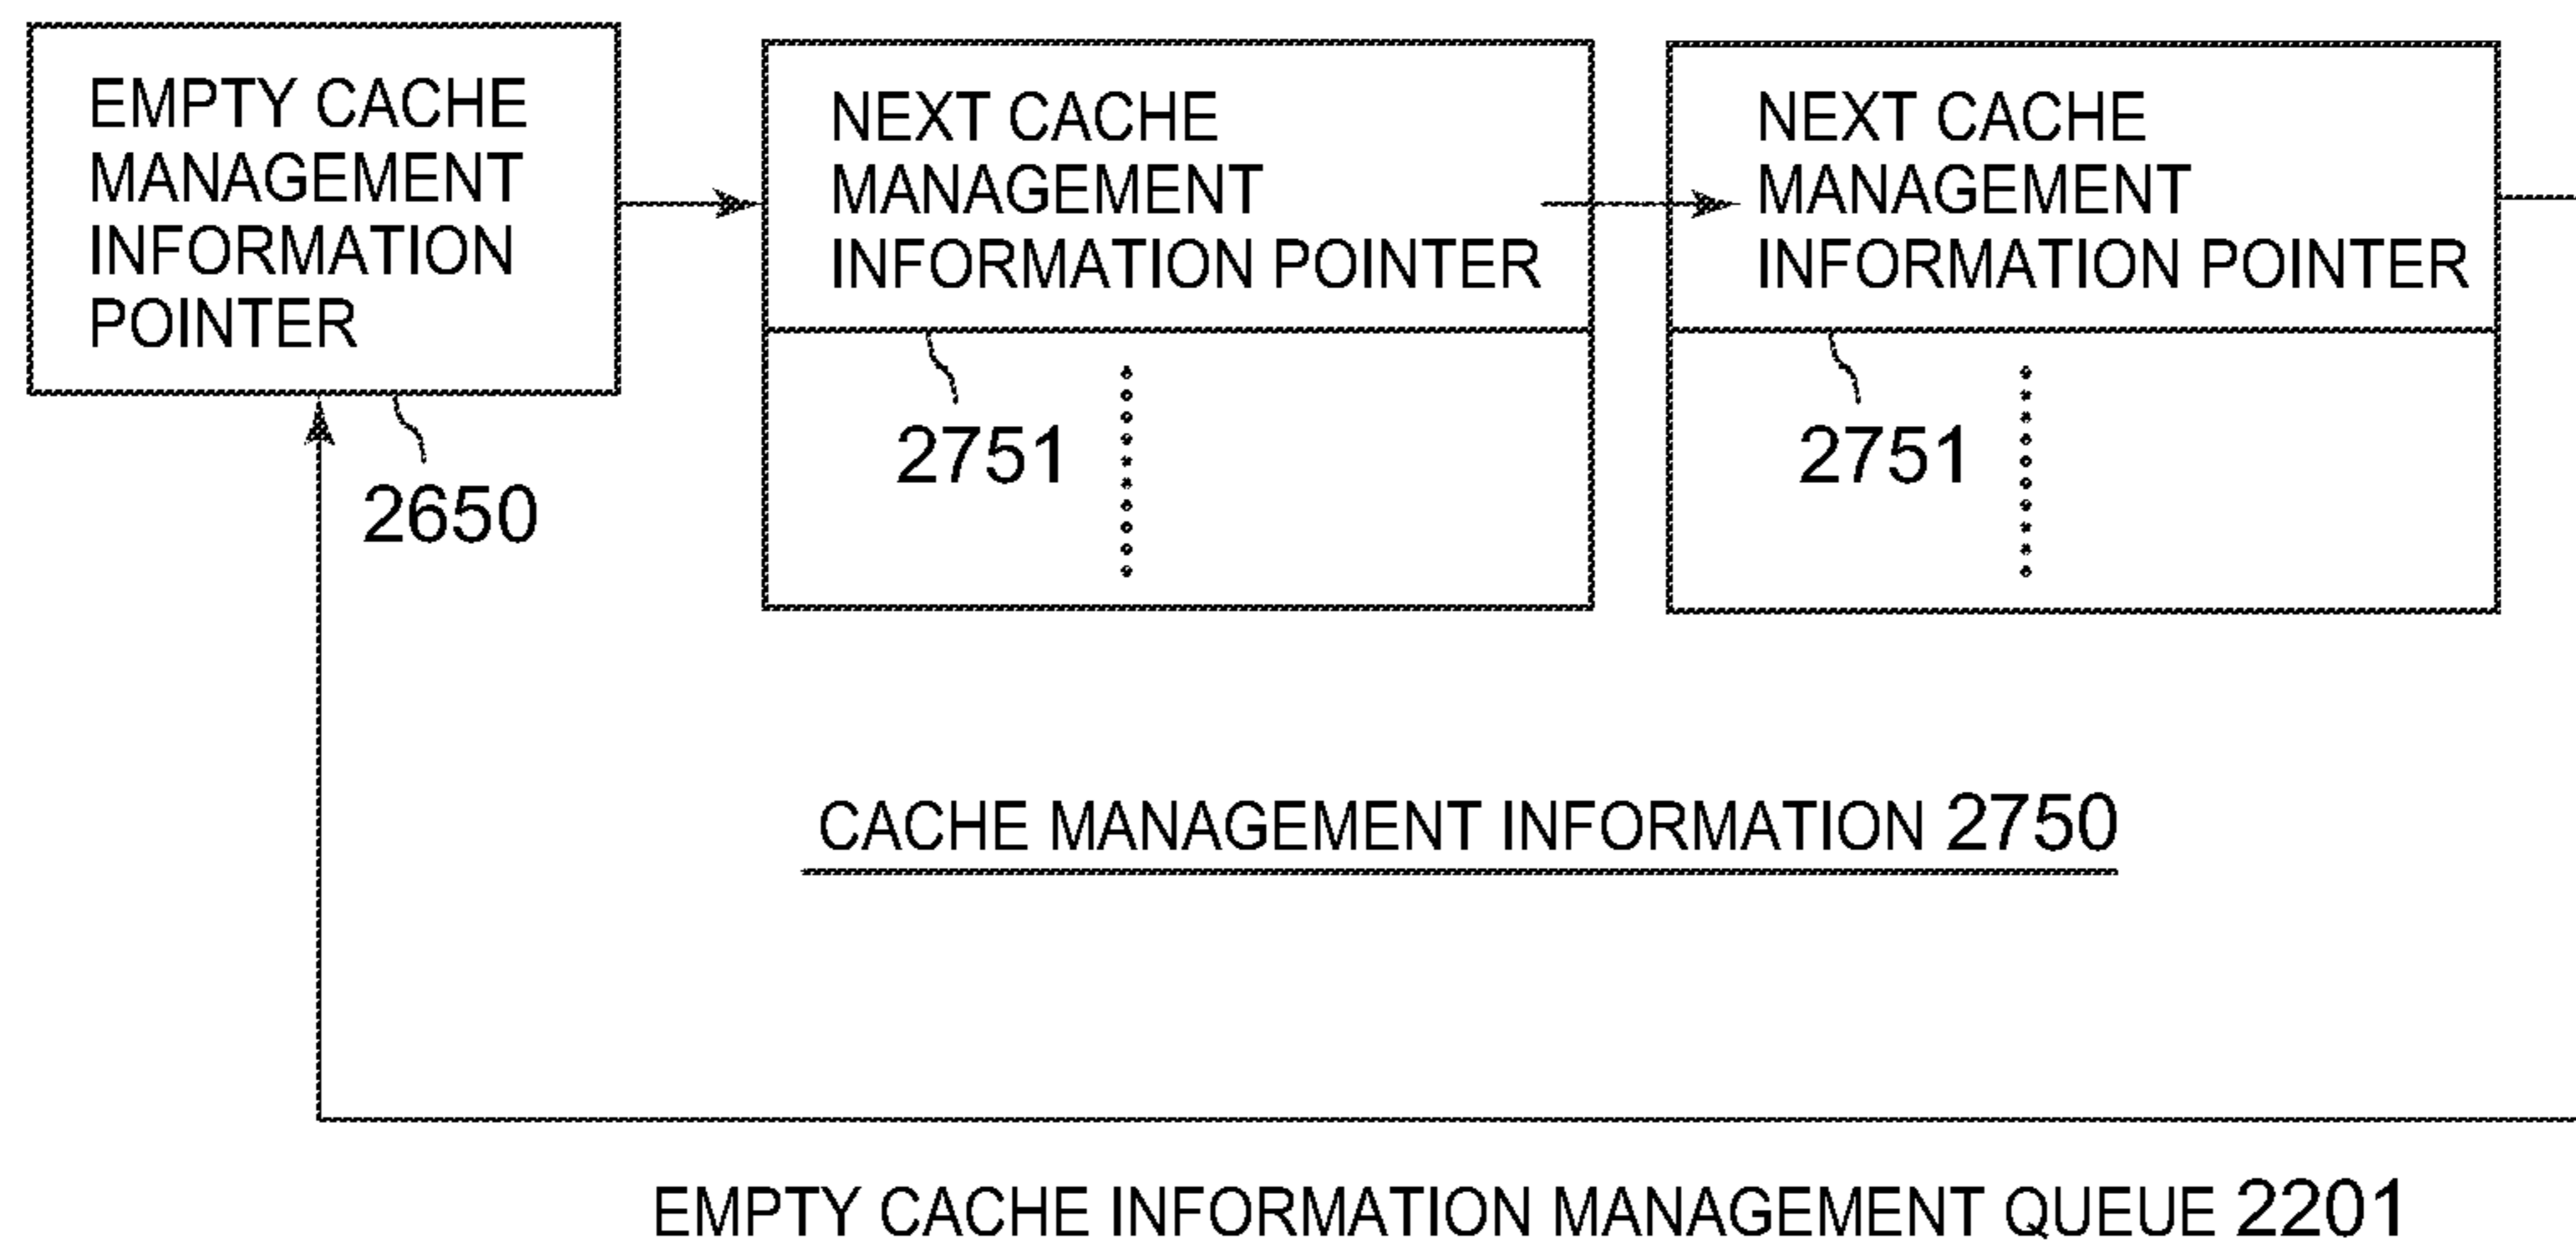 EMPTY CACHE
MANAGEMENT
INFORMATION
POINTER
2650
NEXT CACHE
MANAGEMENT
INFORMATION POINTER
2751
NEXT CACHE
MANAGEMENT
INFORMATION POINTER
2751
CACHE MANAGEMENT INFORMATION 2750
EMPTY CACHE INFORMATION MANAGEMENT QUEUE 2201